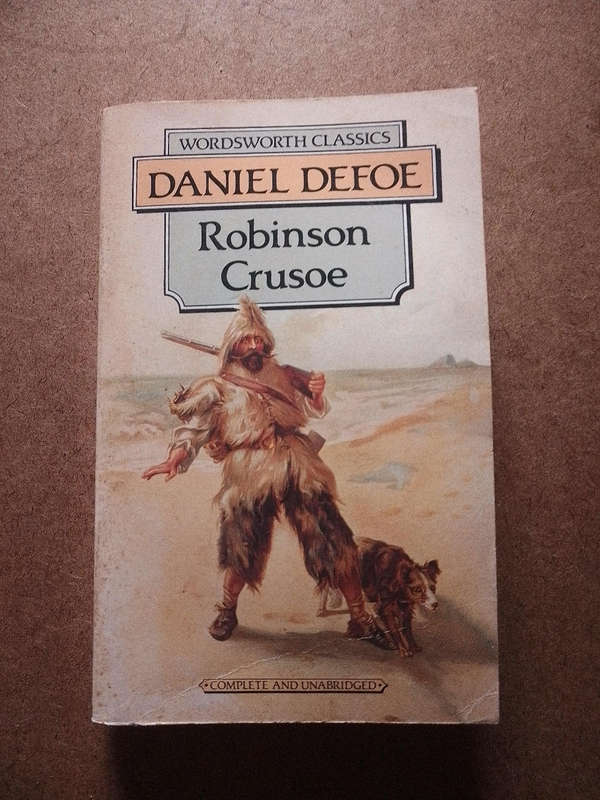 WORDSWORTH CLASSICS
DANIEL DEFOE
Robinson
Crusoe
COMPLETE AND UNABRIDGED